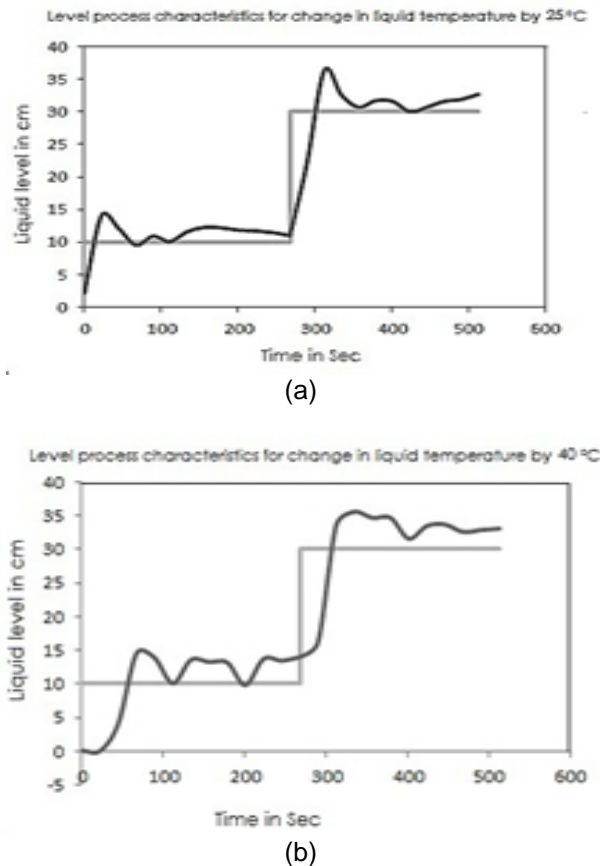 Level process characteristics for change in liquid temperature by 25°C
40
35
30
25
20
15
10
5
0
Liquid level in cm
0 100 200 300 400 500 600
Time in Sec
(a)
Level process characteristics for change in liquid temperature by 40 °C
40
35
30
25
20
15
10
5
0
-5
Liquid level in cm
0 100 200 300 400 500 600
Time in Sec
(b)